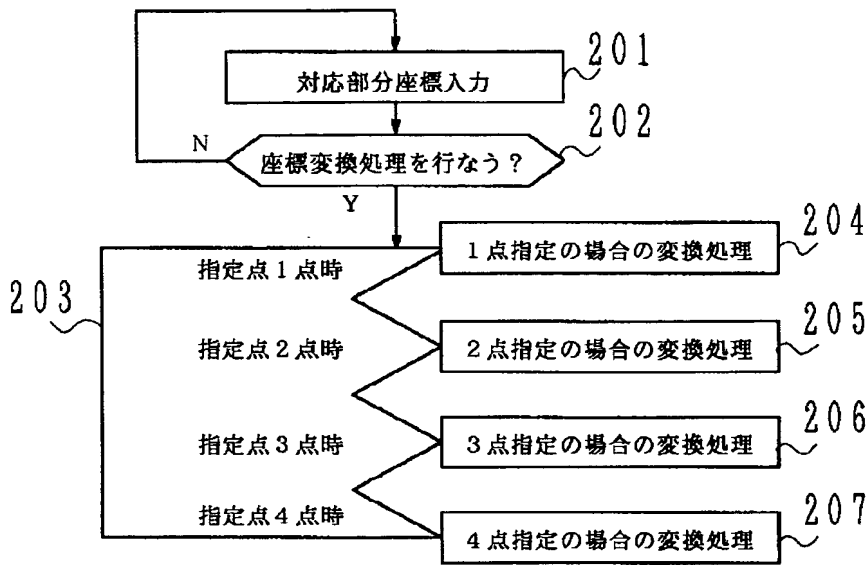 201
対応部分座標入力
202
N
座標変換処理を行なう？
Y
204
1点指定の場合の変換処理
指定点1点時
203
205
指定点2点時
2点指定の場合の変換処理
206
指定点3点時
3点指定の場合の変換処理
207
指定点4点時
4点指定の場合の変換処理